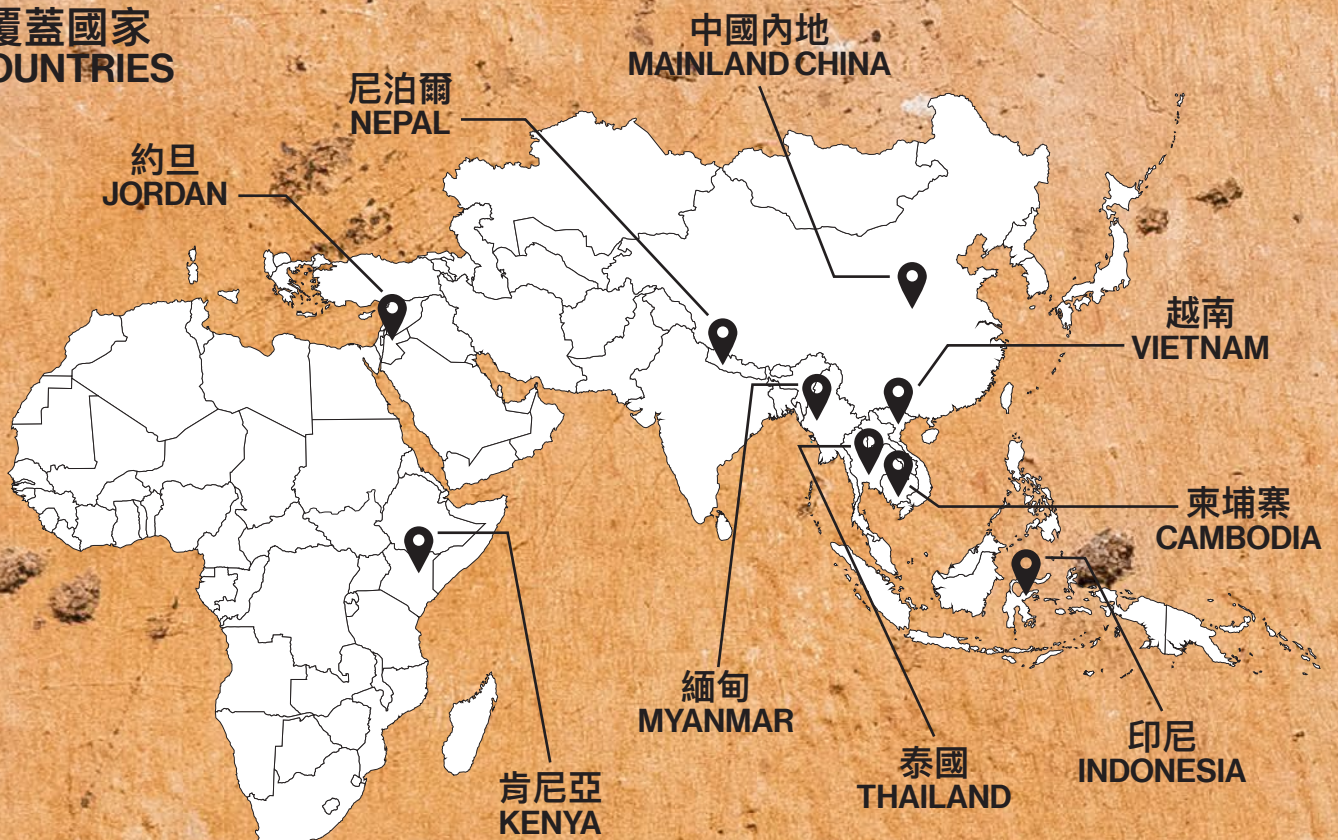 覆蓋國家
OUNTRIES
中國內地
MAINLAND CHINA
尼泊爾
NEPAL
約旦
JORDAN
越南
VIETNAM
柬埔寨
CAMBODIA
緬甸
MYANMAR
印尼
INDONESIA
泰國
THAILAND
肯尼亞
KENYA